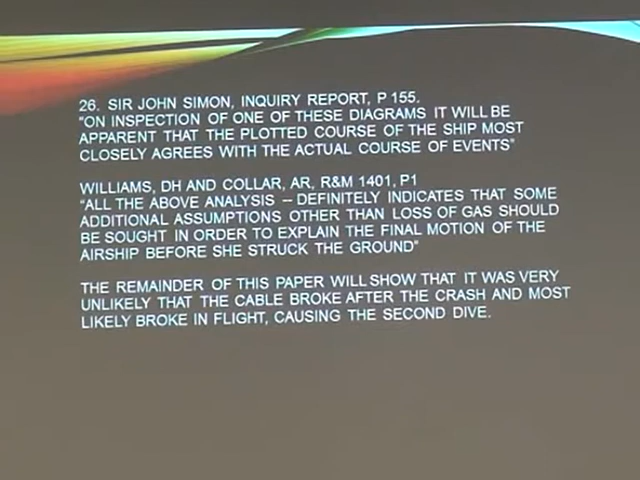 26. SIR JOHN SIMON, INQUIRY REPORT, P 155.
"ON INSPECTION OF ONE OF THESE DIAGRAMS IT WILL BE
APPARENT THAT THE PLOTTED COURSE OF THE SHIP MOST
CLOSELY AGREES WITH THE ACTUAL COURSE OF EVENTS"
WILLIAMS, DH AND COLLAR, AR, R&M 1401, P1
"ALL THE ABOVE ANALYSIS – DEFINITELY INDICATES THAT SOME
ADDITIONAL ASSUMPTIONS OTHER THAN LOSS OF GAS SHOULD
BE SOUGHT IN ORDER TO EXPLAIN THE FINAL MOTION OF THE
AIRSHIP BEFORE SHE STRUCK THE GROUND"
THE REMAINDER OF THIS PAPER WILL SHOW THAT IT WAS VERY
UNLIKELY THAT THE CABLE BROKE AFTER THE CRASH AND MOST
LIKELY BROKE IN FLIGHT, CAUSING THE SECOND DIVE.